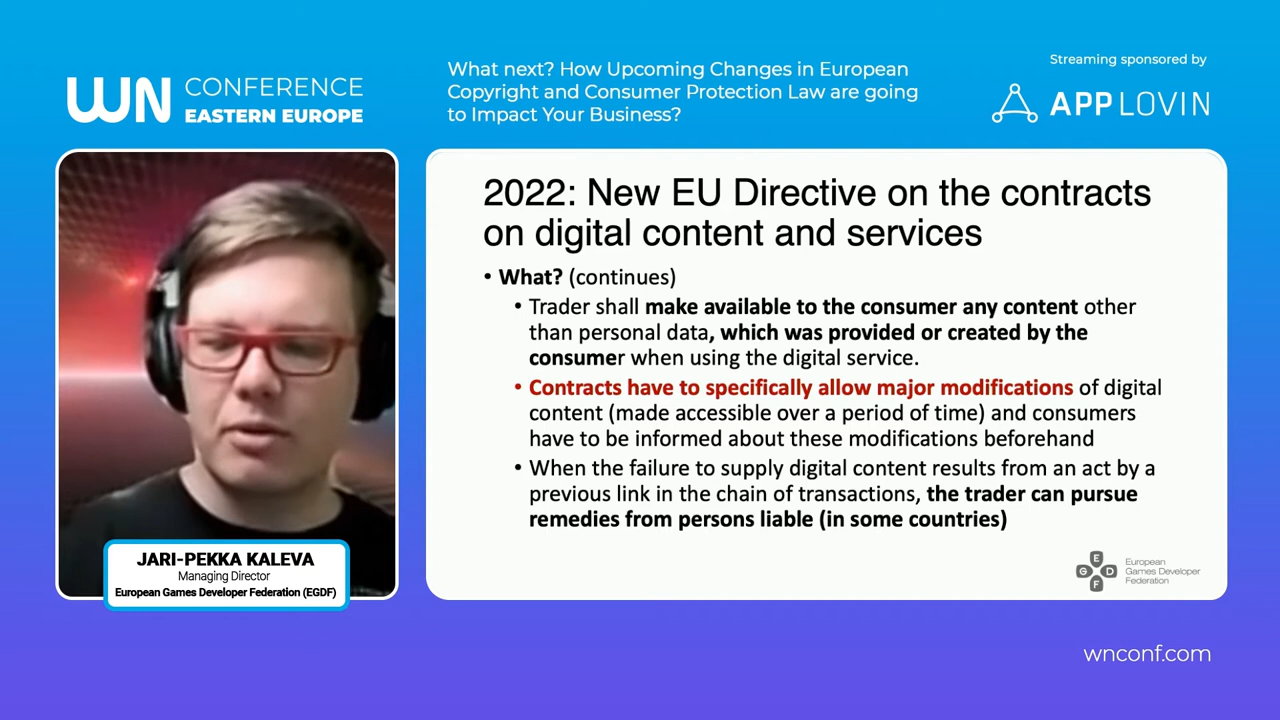 WN CONFERENCE
EASTERN EUROPE
What next? How Upcoming Changes in European
Copyright and Consumer Protection Law are going
to Impact Your Business?
Streaming sponsored by
APPLOVIN
2022: New EU Directive on the contracts
on digital content and services
• What? (continues)
• Trader shall make available to the consumer any content other
than personal data, which was provided or created by the
consumer when using the digital service.
• Contracts have to specifically allow major modifications of digital
content (made accessible over a period of time) and consumers
have to be informed about these modifications beforehand
• When the failure to supply digital content results from an act by a
previous link in the chain of transactions, the trader can pursue
remedies from persons liable (in some countries)
E
G D
F
European
Games Developer
Federation
JARI-PEKKA KALEVA
Managing Director
European Games Developer Federation (EGDF)
wnconf.com